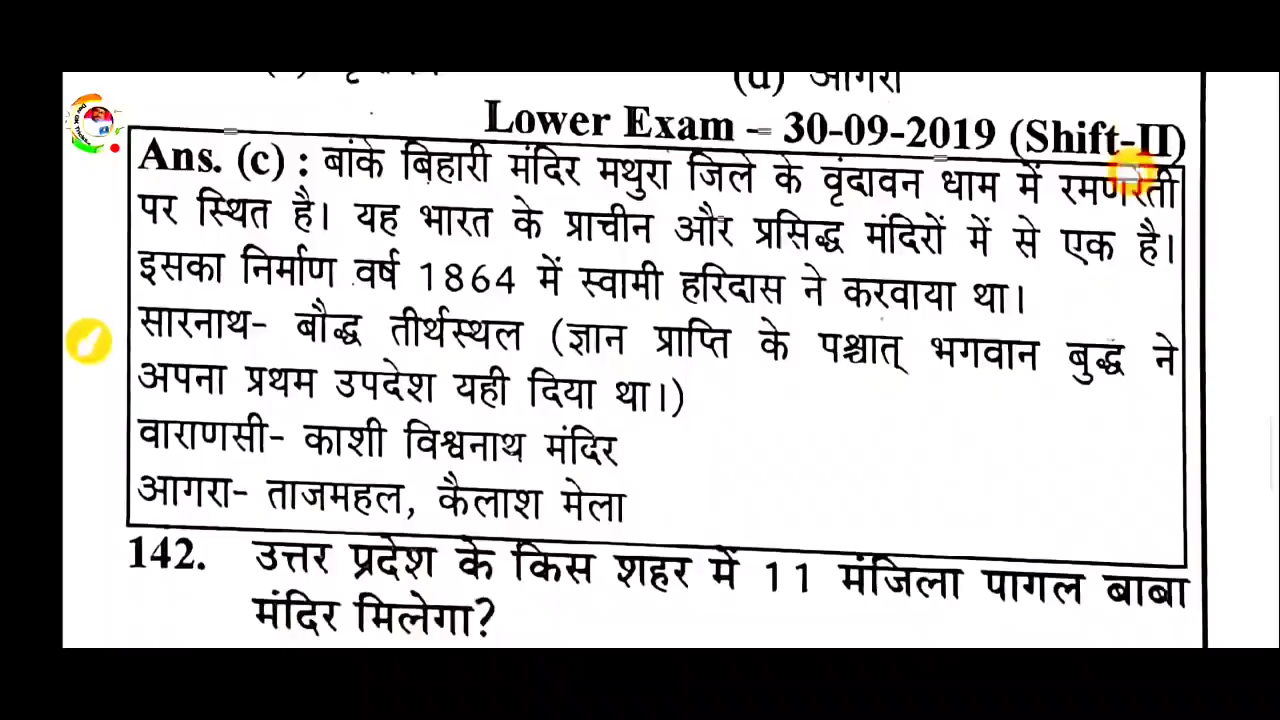 (d) आगरा
Lower Exam – 30-09-2019 (Shift-II)
Ans. (c) : बांके बिहारी मंदिर मथुरा जिले के वृंदावन धाम में रमणरेती
पर स्थित है। यह भारत के प्राचीन और प्रसिद्ध मंदिरों में से एक है।
इसका निर्माण वर्ष 1864 में स्वामी हरिदास ने करवाया था।
सारनाथ- बौद्ध तीर्थस्थल (ज्ञान प्राप्ति के पश्चात् भगवान बुद्ध ने
अपना प्रथम उपदेश यही दिया था।)
वाराणसी- काशी विश्वनाथ मंदिर
आगरा- ताजमहल, कैलाश मेला
142. उत्तर प्रदेश के किस शहर में 11 मंजिला पागल बाबा
मंदिर मिलेगा?